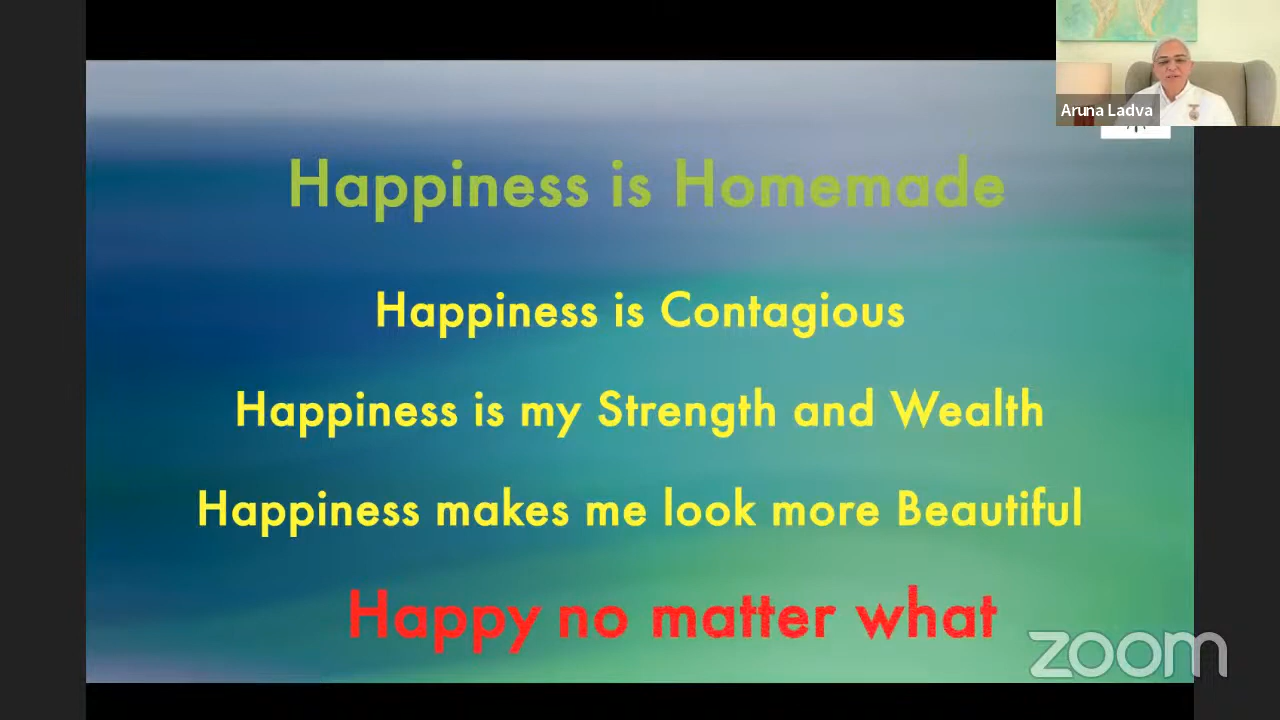 Aruna Ladva
Happiness is Homemade
Happiness is Contagious
Happiness is my Strength and Wealth
Happiness makes me look more Beautiful
Happy no matter what
zoom